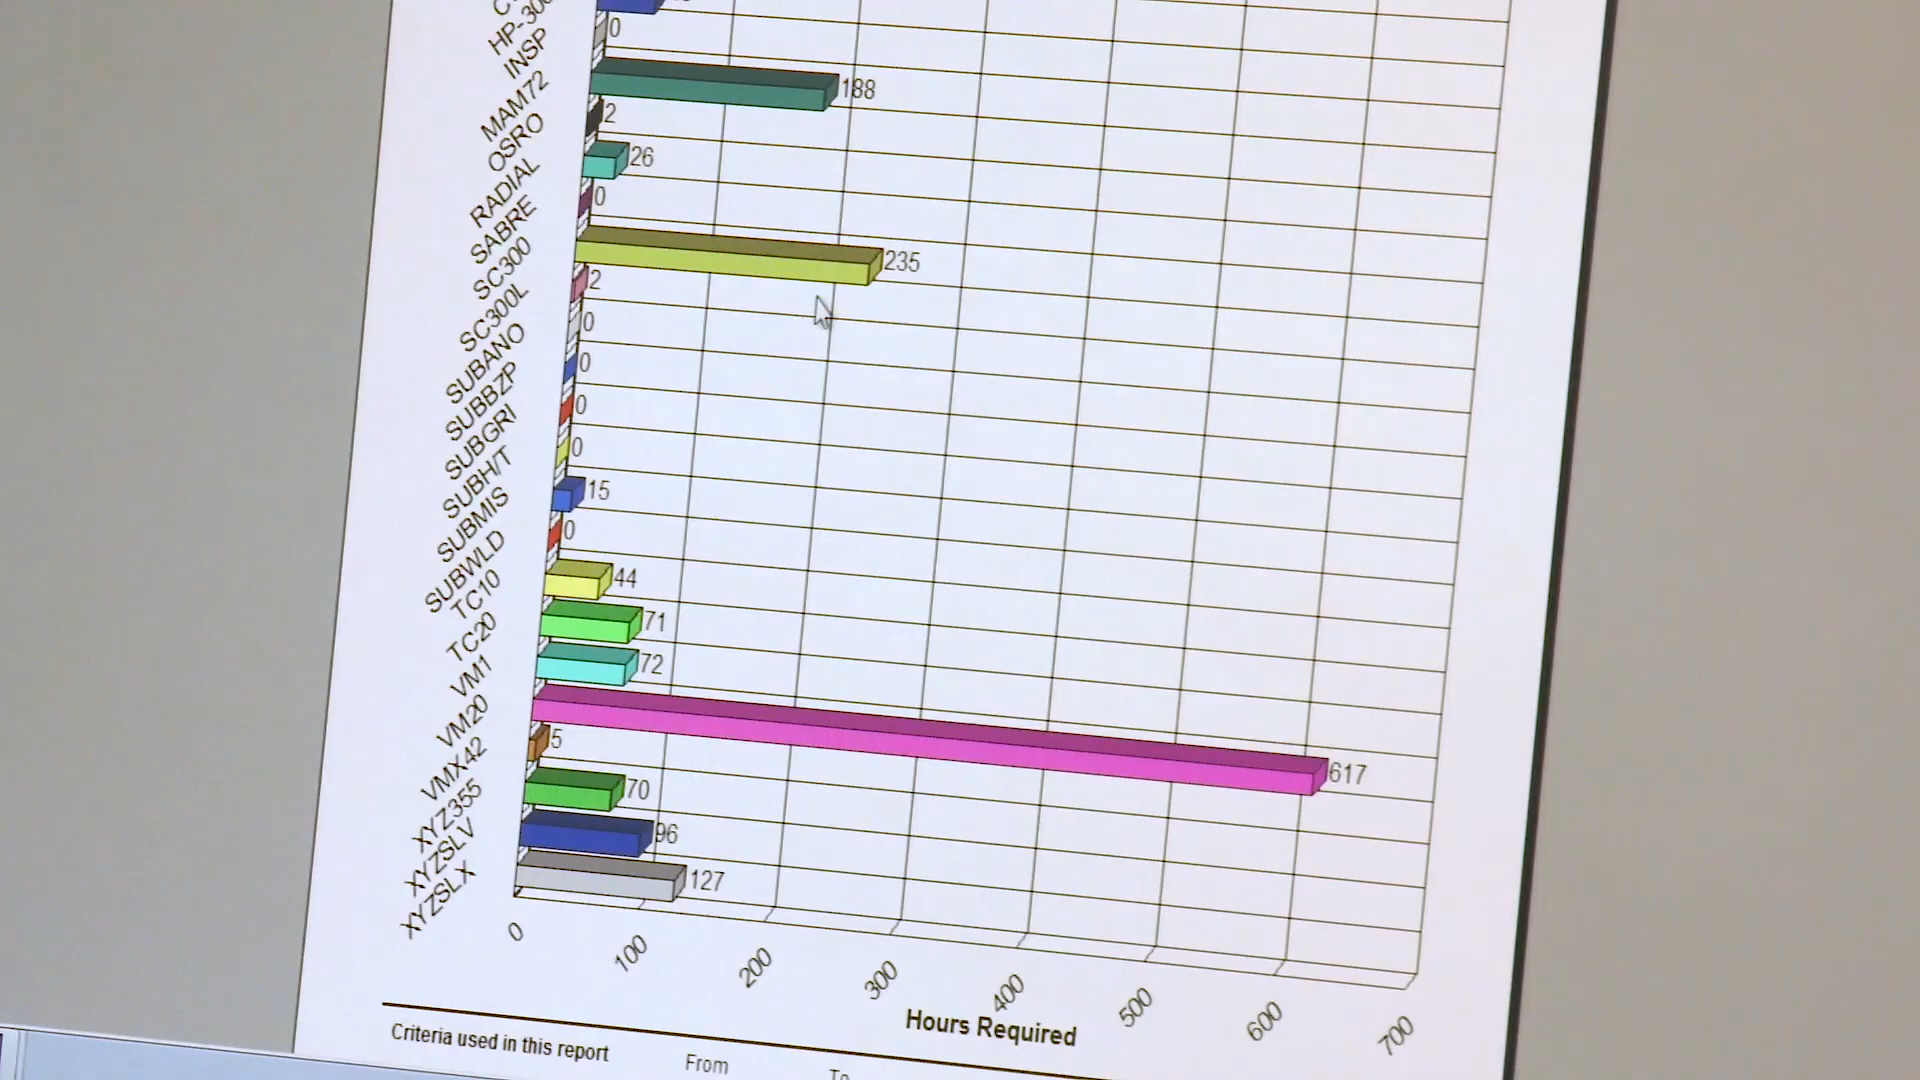 HP-300
0
INSP
188
MAM72
2
OSRO
26
RADIAL
0
SABRE
235
SC300
2
SC300L
0
SUBANO
0
SUBBZP
0
SUBGRI
0
SUBH/T
15
SUBMIS
0
SUBWLD
44
TC10
71
TC20
72
VM1
617
VM20
5
VMX42
70
XYZ355
96
XYZSLV
127
XYZSLX
0 100 200 300 400 500 600 700
Hours Required
Criteria used in this report
From To